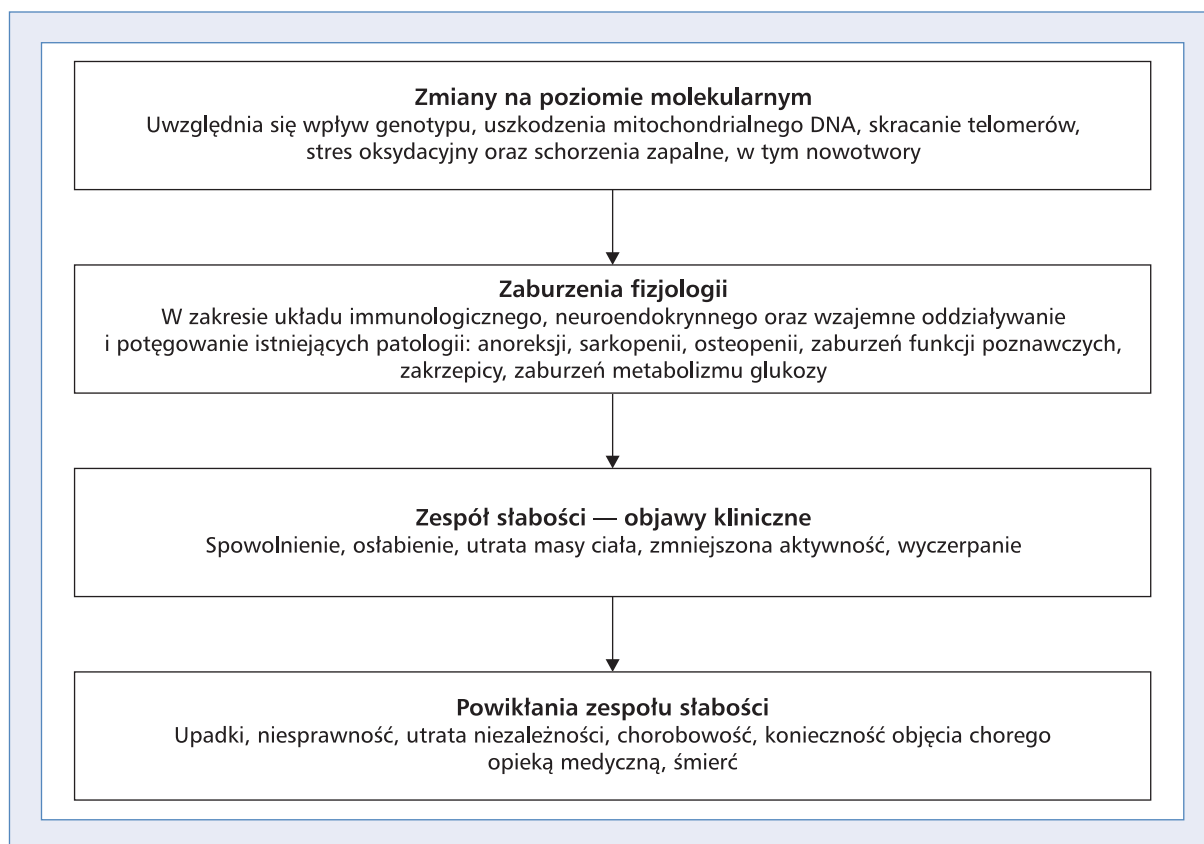 Zmiany na poziomie molekularnym
Uwzględnia się wpływ genotypu, uszkodzenia mitochondrialnego DNA, skracanie telomerów,
stres oksydacyjny oraz schorzenia zapalne, w tym nowotwory
Zaburzenia fizjologii
W zakresie układu immunologicznego, neuroendokrynnego oraz wzajemne oddziaływanie
i potęgowanie istniejących patologii: anoreksji, sarkopenii, osteopenii, zaburzeń funkcji poznawczych,
zakrzepicy, zaburzeń metabolizmu glukozy
Zespół słabości — objawy kliniczne
Spowolnienie, osłabienie, utrata masy ciała, zmniejszona aktywność, wyczerpanie
Powikłania zespołu słabości
Upadki, niesprawność, utrata niezależności, chorobowość, konieczność objęcia chorego
opieką medyczną, śmierć